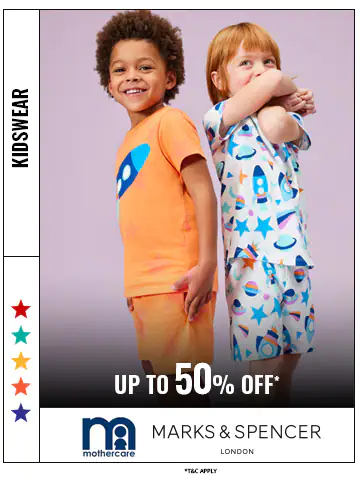 KIDSWEAR
UP TO 50% OFF*
mothercare
MARKS & SPENCER
LONDON
*T&C APPLY